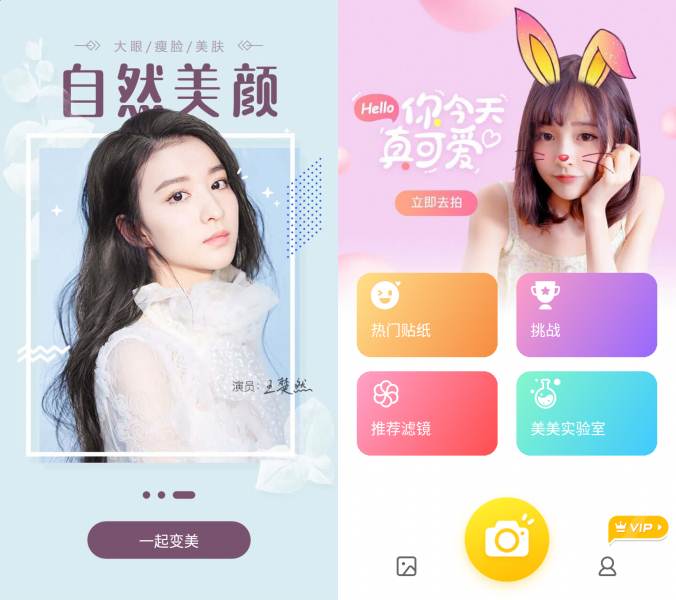 大眼/瘦脸/美肤
自然美颜
演员:王楚然
一起变美
Hello
你今天
真可爱
立即去拍
热门贴纸
挑战
推荐滤镜
美美实验室
VIP